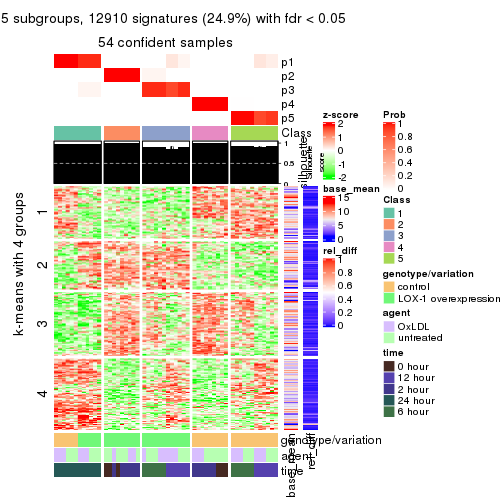 5 subgroups, 12910 signatures (24.9%) with fdr < 0.05
54 confident samples
p1
p2
p3
p4
p5
Class
1
0.5
0
silhouette
score
silhouette
k-means with 4 groups
1
2
3
4
base_mean
rel_diff
genotype/variation
agent
time
z-score
2
1
0
-1
-2
base_mean
15
10
5
0
rel_diff
1
0.8
0.6
0.4
0.2
0
Prob
1
0.8
0.6
0.4
0.2
0
Class
1
2
3
4
5
genotype/variation
control
LOX-1 overexpression
agent
OxLDL
untreated
time
0 hour
12 hour
2 hour
24 hour
6 hour